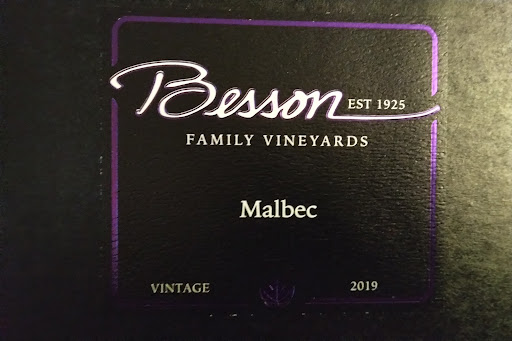 Besson EST 1925
FAMILY VINEYARDS
Malbec
VINTAGE 2019